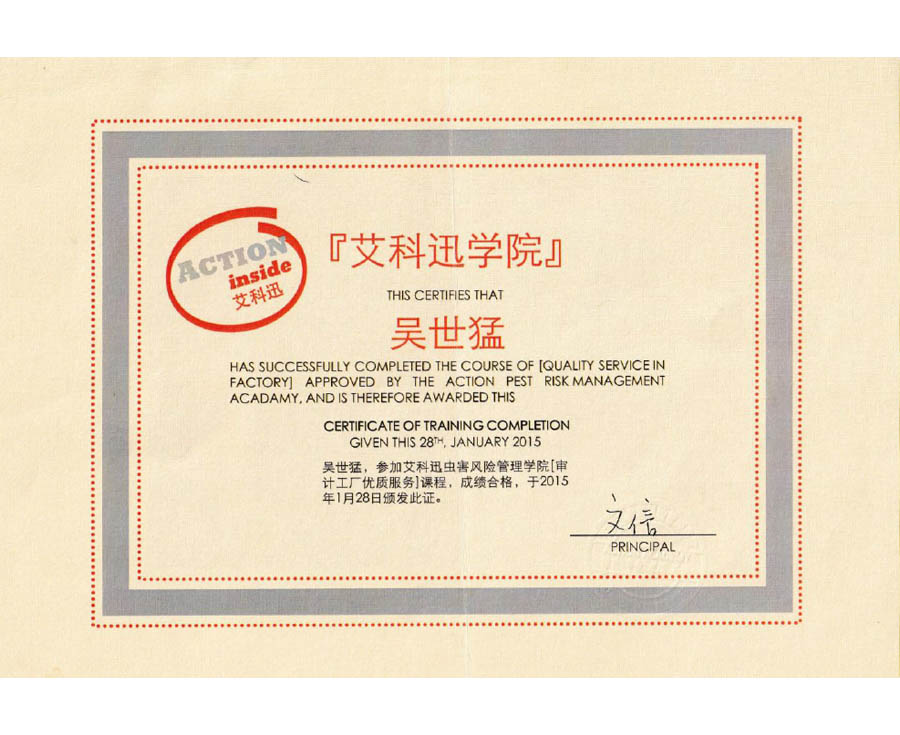 ACTION
inside
艾科迅
『艾科迅学院』
THIS CERTIFIES THAT
吴世猛
HAS SUCCESSFULLY COMPLETED THE COURSE OF [QUALITY SERVICE IN
FACTORY] APPROVED BY THE ACTION PEST RISK MANAGEMENT
ACADAMY, AND IS THEREFORE AWARDED THIS
CERTIFICATE OF TRAINING COMPLETION
GIVEN THIS 28TH, JANUARY 2015
吴世猛，参加艾科迅虫害风险管理学院[审
计工厂优质服务]课程，成绩合格，于2015
年1月28日颁发此证。
文信
PRINCIPAL